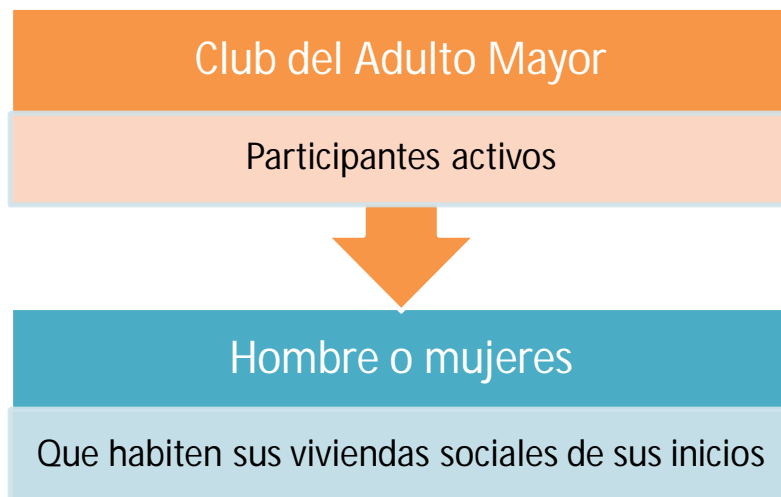 Club del Adulto Mayor
Participantes activos
Hombre o mujeres
Que habiten sus viviendas sociales de sus inicios